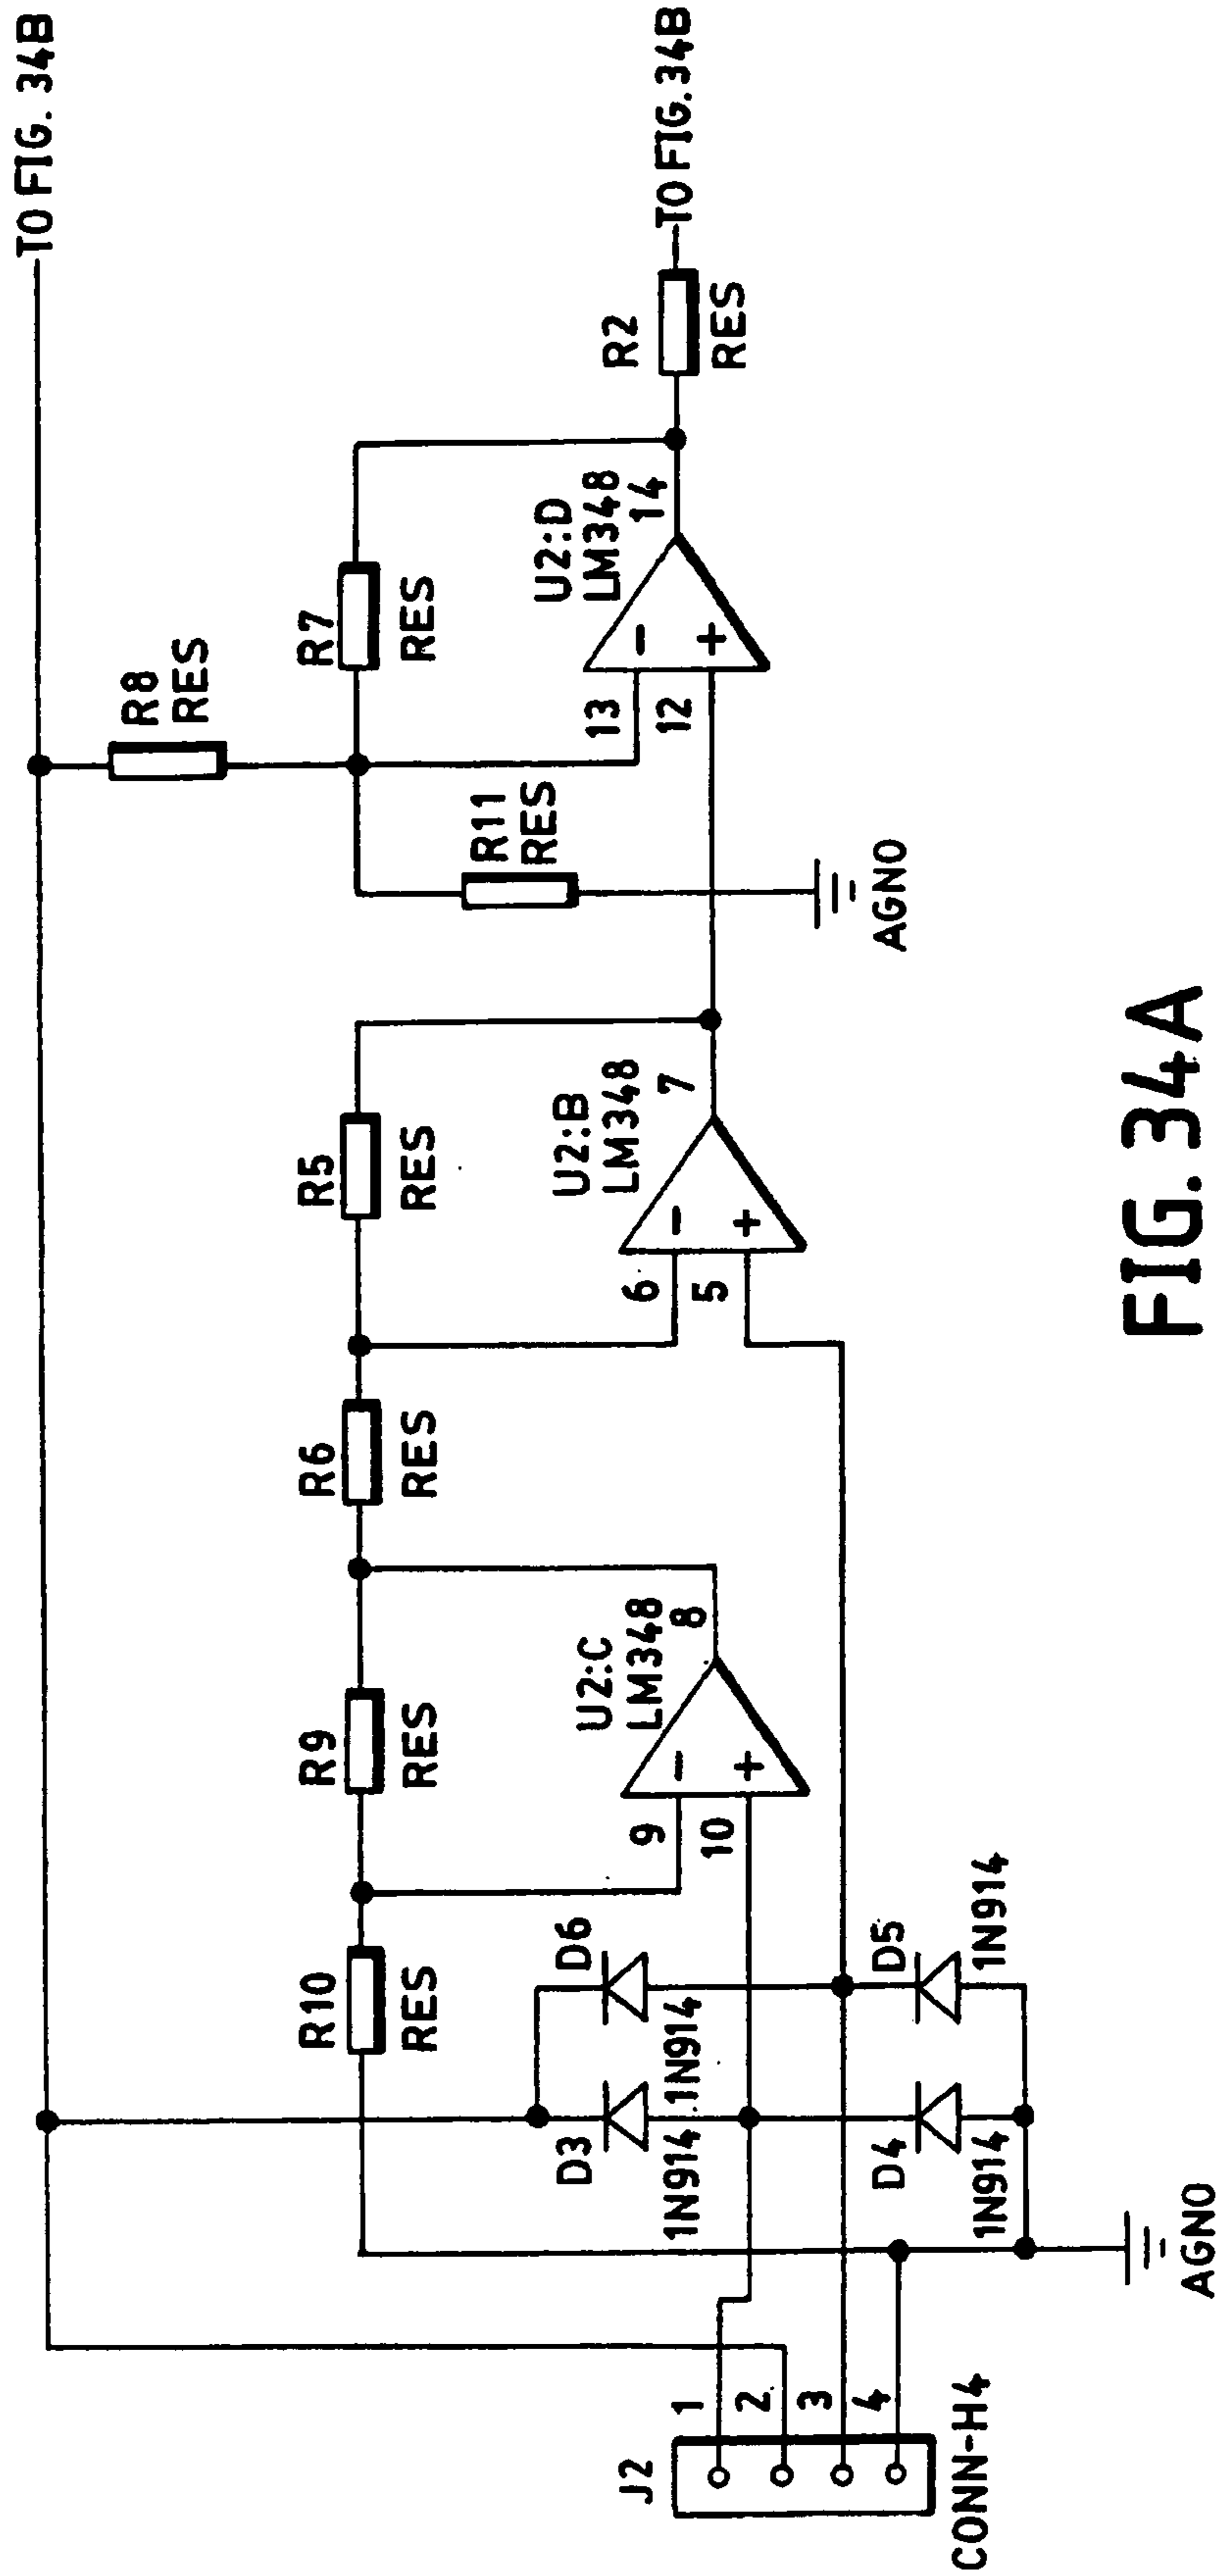 TO FIG. 34B
R8
RES
R10
RES
R9
RES
R6
RES
R5
RES
R7
RES
R11
RES
R2
RES
TO FIG. 34B
U2:C
LM348
9
10
8
U2:B
LM348
6
5
7
U2:D
LM348
13
12
14
D3
1N914
D6
1N914
D4
1N914
D5
1N914
J2
1
2
3
4
CONN-H4
AGNO
AGNO
FIG. 34A